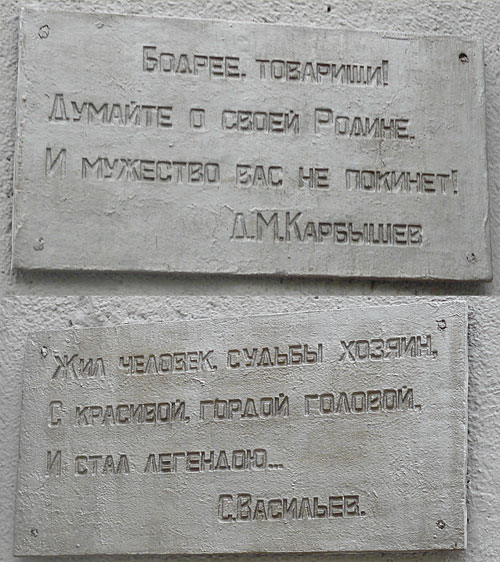 Бодрее, товарищи!
Думайте о своей Родине,
И мужество вас не покинет!
Д.М.Карбышев
Жил человек, судьбы хозяин,
С красивой, гордой головой,
И стал легендою...
С.Васильев.